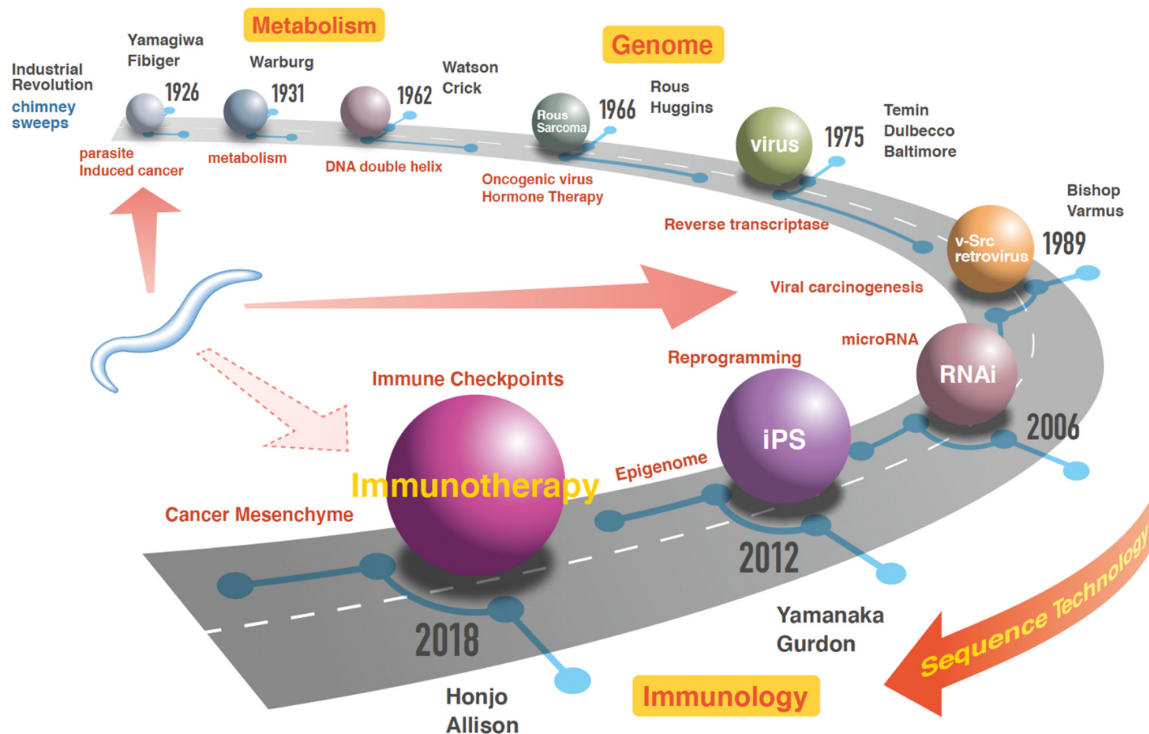 Metabolism
Genome
Industrial
Revolution
chimney
sweeps
Yamagiwa
Fibiger
1926
parasite
Induced cancer
Warburg
1931
metabolism
Watson
Crick
1962
DNA double helix
Rous
Sarcoma
1966
Rous
Huggins
Oncogenic virus
Hormone Therapy
virus
1975
Temin
Dulbecco
Baltimore
Reverse transcriptase
v-Src
retrovirus
1989
Bishop
Varmus
Viral carcinogenesis
microRNA
RNAi
2006
Reprogramming
iPS
Epigenome
2012
Yamanaka
Gurdon
Immune Checkpoints
Immunotherapy
Cancer Mesenchyme
2018
Honjo
Allison
Immunology
Sequence Technology